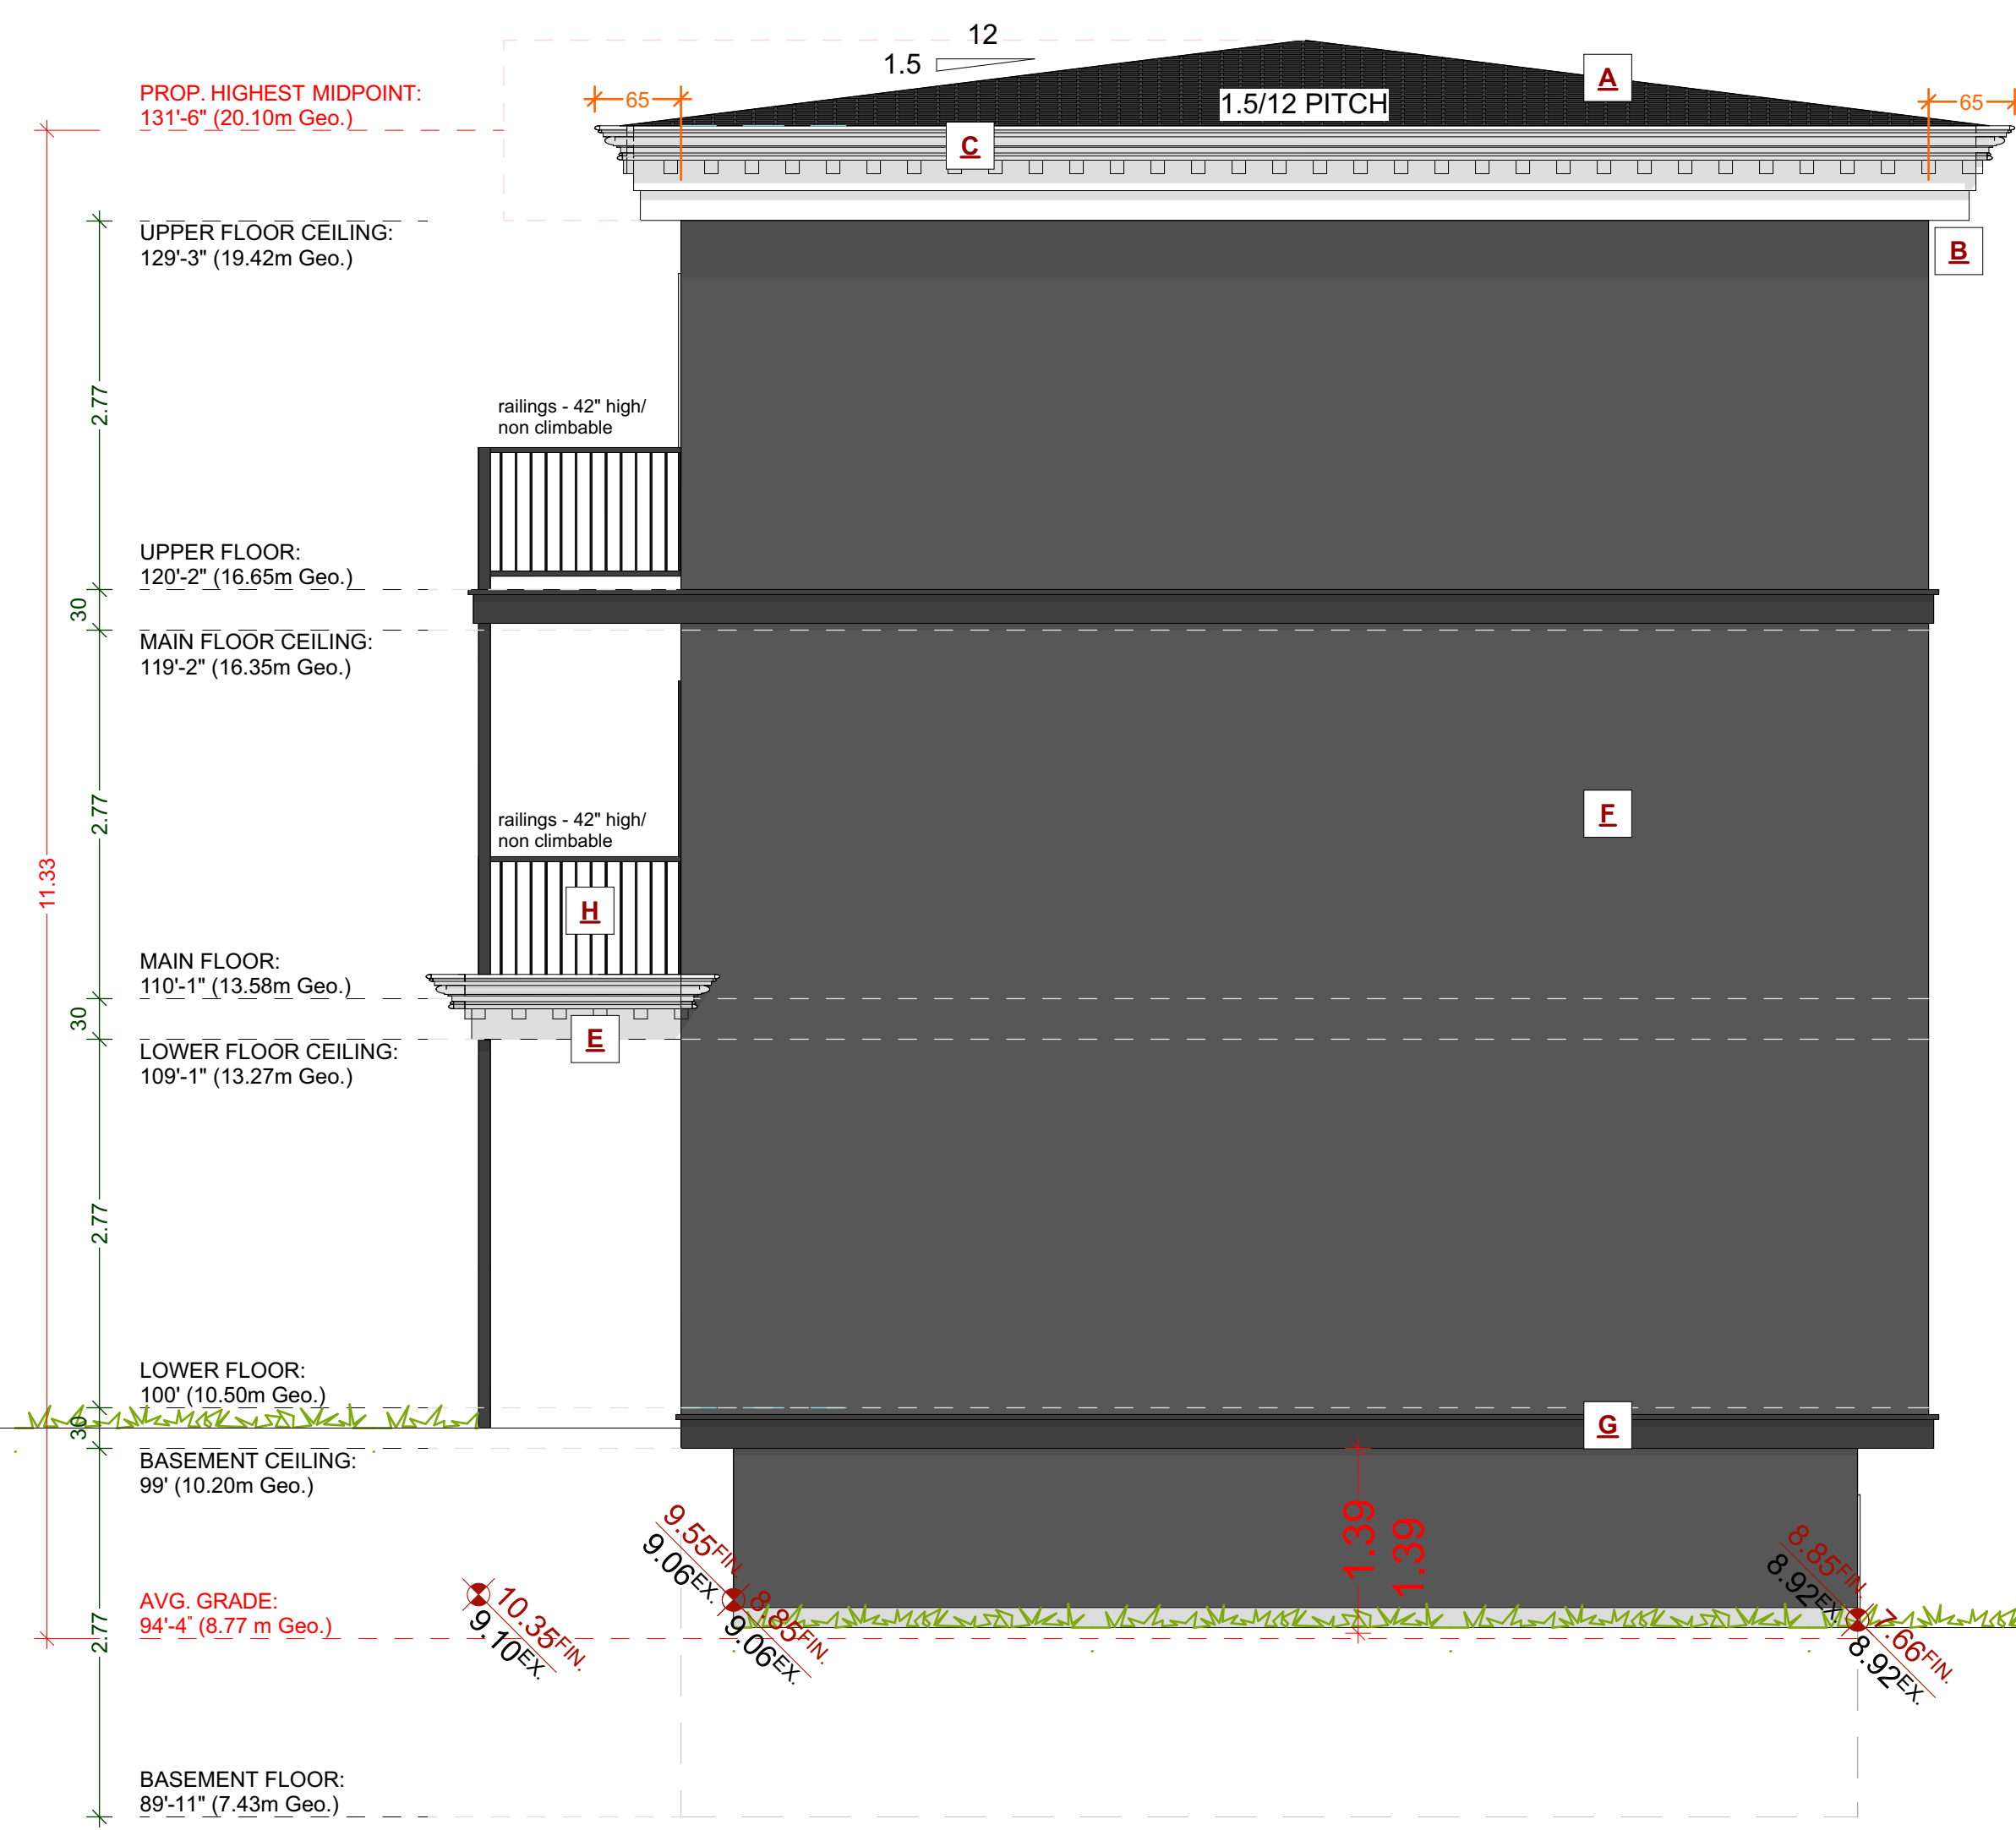 12
1.5
A
PROP. HIGHEST MIDPOINT:
131'-6" (20.10m Geo.)
65
1.5/12 PITCH
65
C
UPPER FLOOR CEILING:
129'-3" (19.42m Geo.)
B
2.77
railings - 42" high/
non climbable
UPPER FLOOR:
120'-2" (16.65m Geo.)
30
MAIN FLOOR CEILING:
119'-2" (16.35m Geo.)
2.77
railings - 42" high/
non climbable
F
11.33
H
MAIN FLOOR:
110'-1" (13.58m Geo.)
30
E
LOWER FLOOR CEILING:
109'-1" (13.27m Geo.)
2.77
LOWER FLOOR:
100' (10.50m Geo.)
30
G
BASEMENT CEILING:
99' (10.20m Geo.)
1.39
1.39
9.55FIN.
9.06EX.
8.85FIN.
8.92EX.
AVG. GRADE:
94'-4" (8.77 m Geo.)
2.77
10.35FIN.
9.10EX.
8.85FIN.
9.06EX.
7.66FIN.
8.92EX.
BASEMENT FLOOR:
89'-11" (7.43m Geo.)